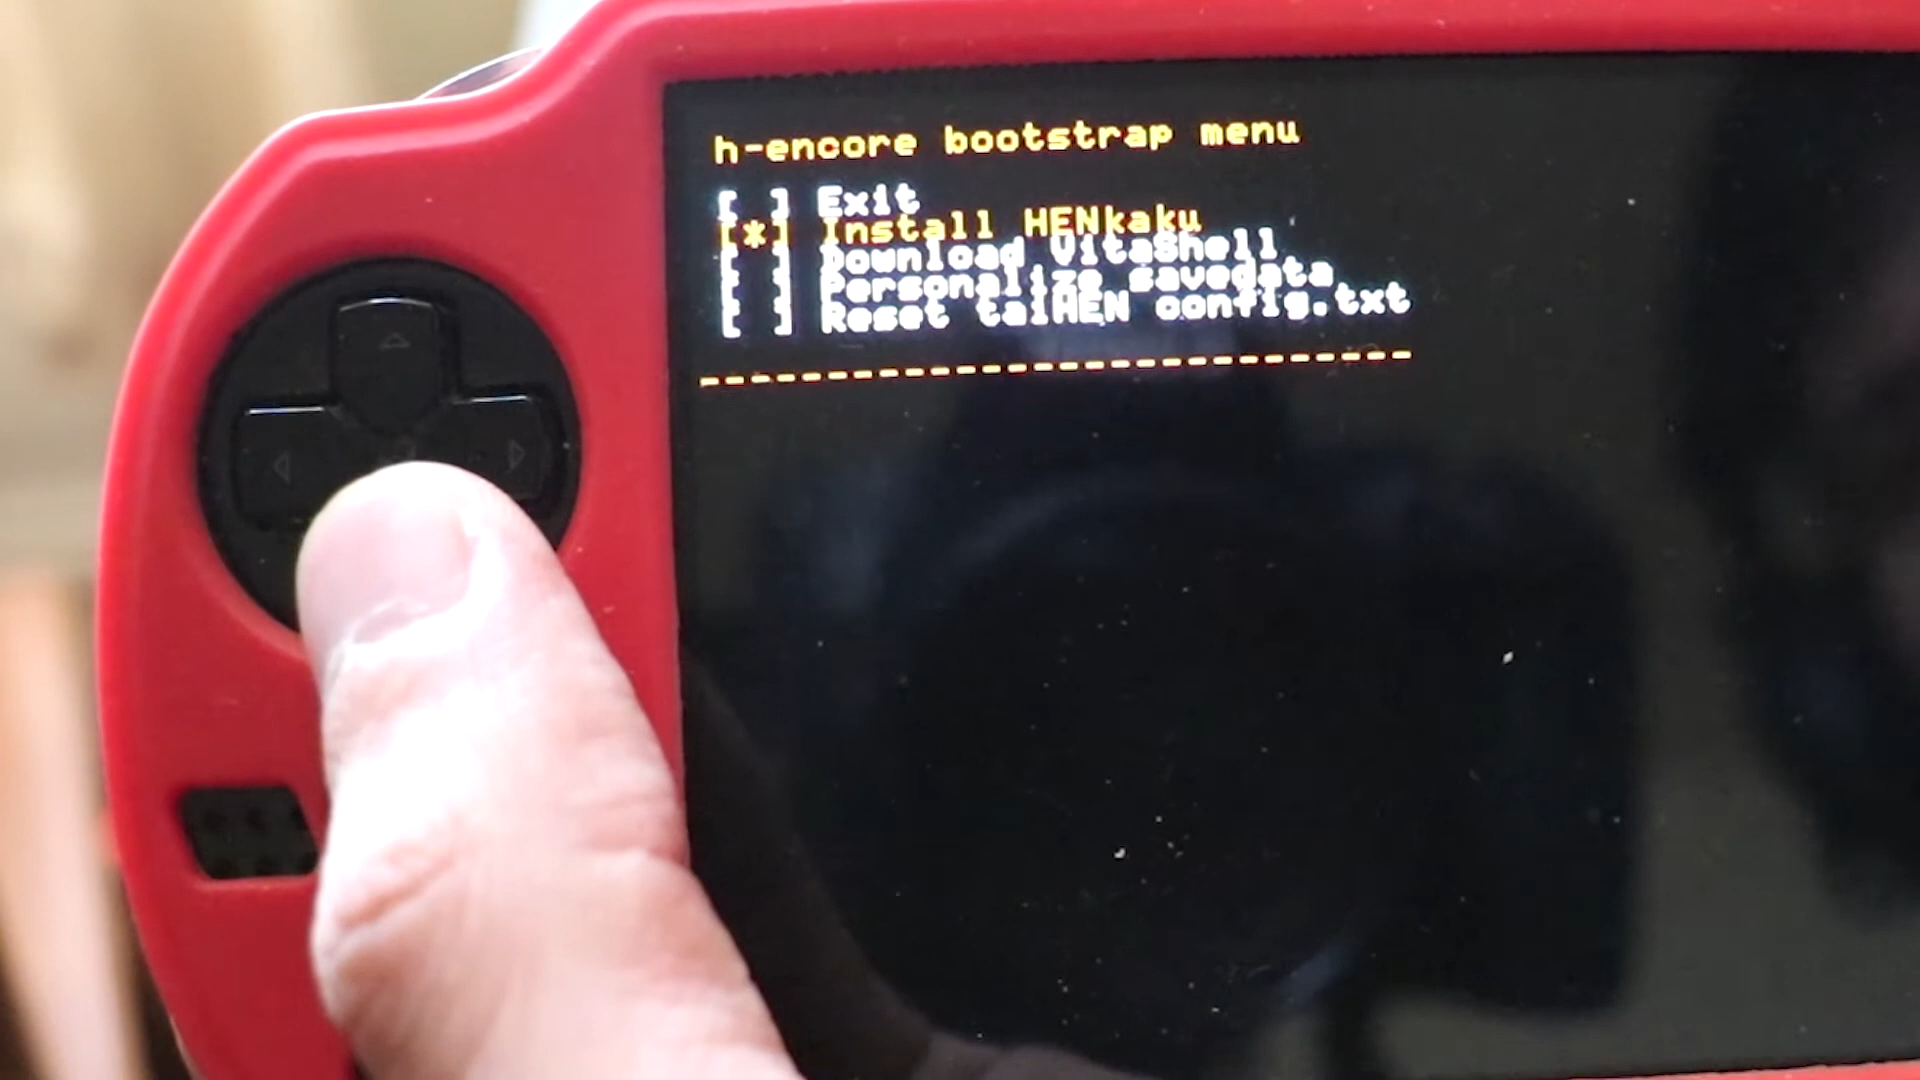 h-encore bootstrap menu
[ ] Exit
[*] Install HENkaku
[ ] Download VitaShell
[ ] Personalize savedata
[ ] Reset taiHEN config.txt
----------------------------